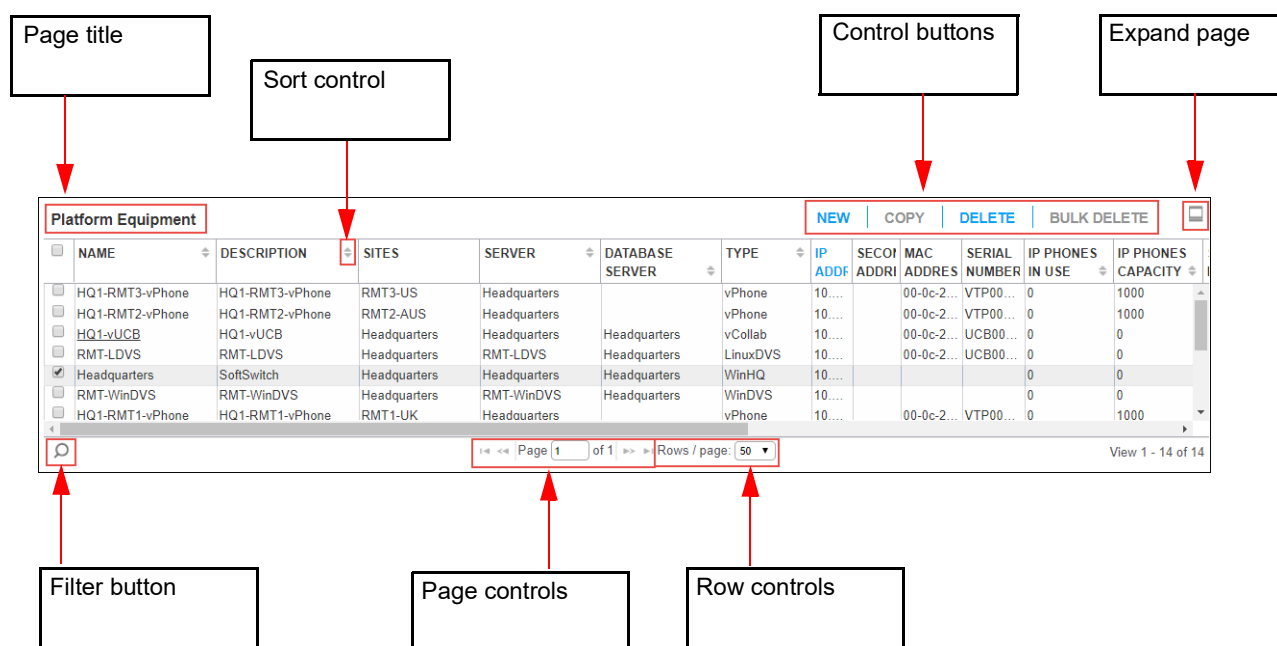 Page title
Control buttons
Expand page
Sort control
Platform Equipment
NEW COPY DELETE BULK DELETE
NAME DESCRIPTION SITES SERVER DATABASE SERVER TYPE IP ADDR SECON ADDRI MAC ADDRES SERIAL NUMBER IP PHONES IN USE IP PHONES CAPACITY
HQ1-RMT3-vPhone HQ1-RMT3-vPhone RMT3-US Headquarters vPhone 10.... 00-0c-2... VTP00... 0 1000
HQ1-RMT2-vPhone HQ1-RMT2-vPhone RMT2-AUS Headquarters vPhone 10.... 00-0c-2... VTP00... 0 1000
HQ1-vUCB HQ1-vUCB Headquarters Headquarters Headquarters vCollab 10.... 00-0c-2... UCB00... 0 0
RMT-LDVS RMT-LDVS Headquarters RMT-LDVS Headquarters LinuxDVS 10.... 00-0c-2... UCB00... 0 0
Headquarters SoftSwitch Headquarters Headquarters Headquarters WinHQ 10.... 0 0
RMT-WinDVS RMT-WinDVS Headquarters RMT-WinDVS Headquarters WinDVS 10.... 0 0
HQ1-RMT1-vPhone HQ1-RMT1-vPhone RMT1-UK Headquarters vPhone 10.... 00-0c-2... VTP00... 0 1000
Page 1 of 1 Rows / page: 50 View 1 - 14 of 14
Filter button
Page controls
Row controls